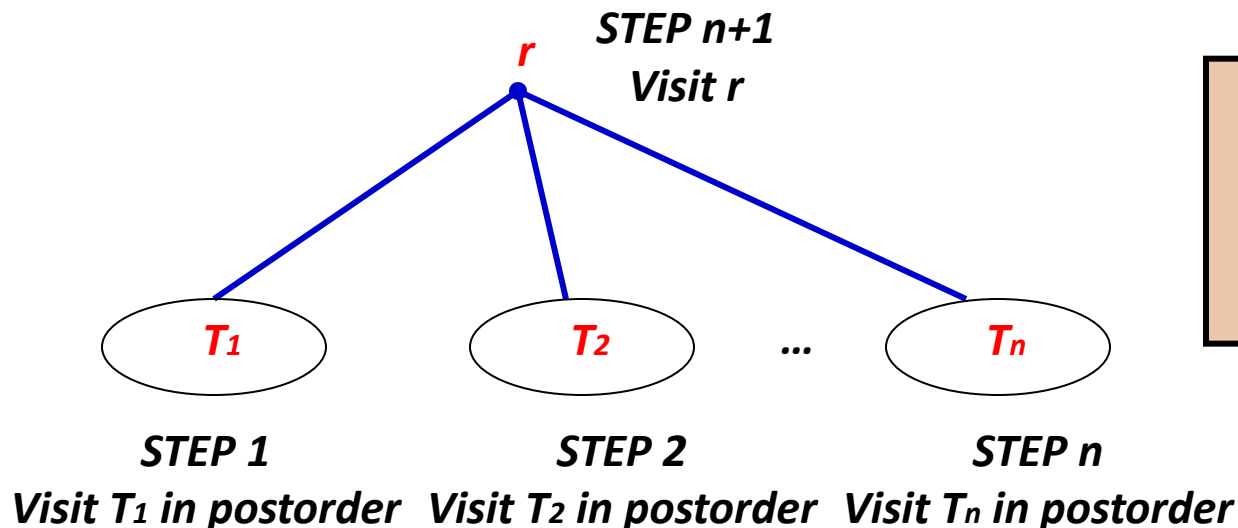 STEP n+1
r
Visit r
T1
T2
...
Tn
STEP 1
STEP 2
STEP n
Visit T1 in postorder
Visit T2 in postorder
Visit Tn in postorder